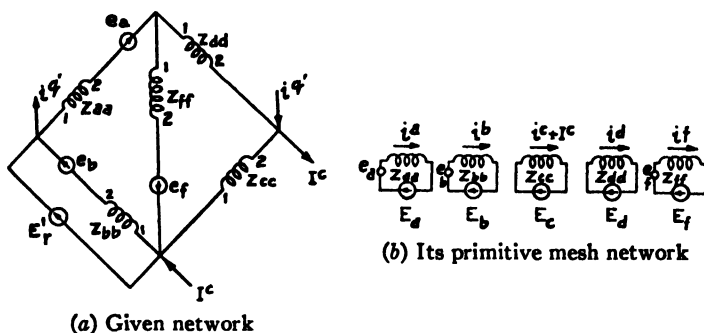 ea
1 Zdd 2
1 Zff 2
iq' 1 Zaa 2
iq'
eb
2 Zbb 1
ef
Zcc 2 1
Ic
E'r
Ic
(a) Given network
ia ib ic+Ic id if
ed Zdd eb Zbb Zcc Zdd ef Zff
Ea Eb Ec Ed Ef
(b) Its primitive mesh network